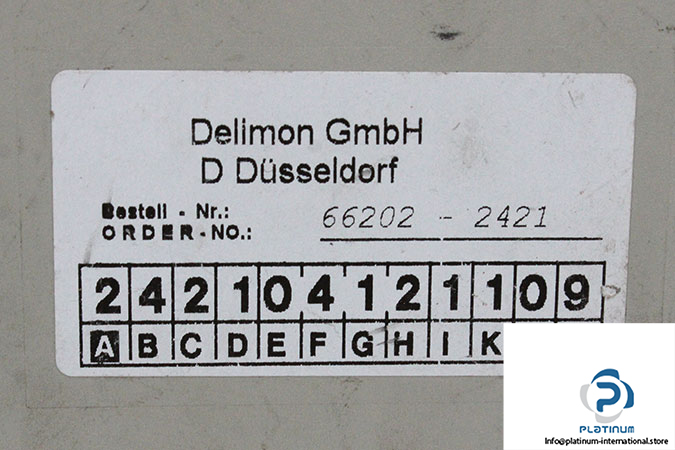 Delimon GmbH
D Düsseldorf
Bestell - Nr.:
ORDER-NO.:
66202 - 2421
2 4 2 1 0 4 1 2 1 1 0 9
A B C D E F G H I K
PLATINUM
Info@platinum-international.store